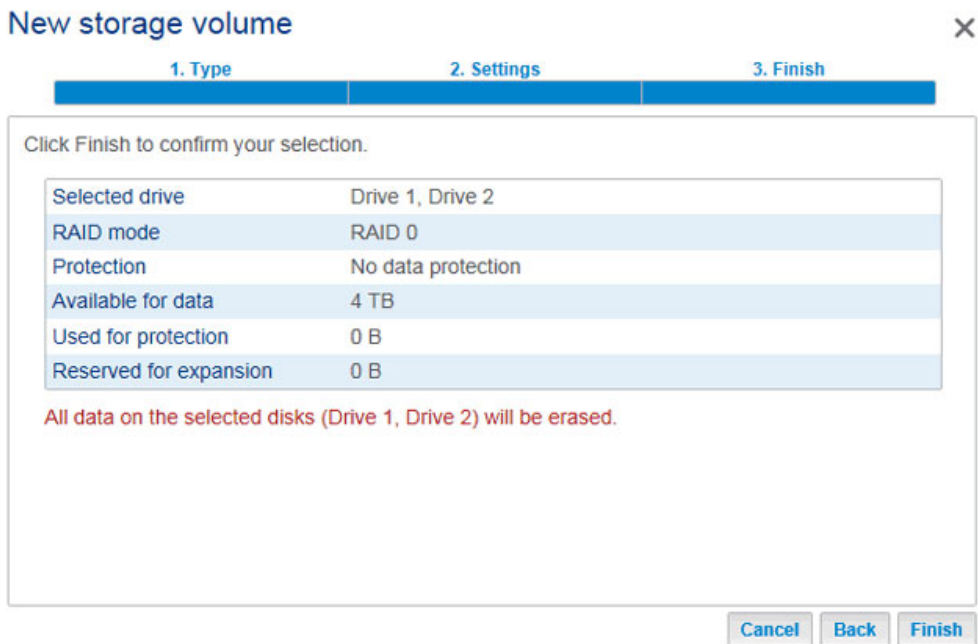 New storage volume
1. Type 2. Settings 3. Finish
Click Finish to confirm your selection.
Selected drive Drive 1, Drive 2
RAID mode RAID 0
Protection No data protection
Available for data 4 TB
Used for protection 0 B
Reserved for expansion 0 B
All data on the selected disks (Drive 1, Drive 2) will be erased.
Cancel Back Finish